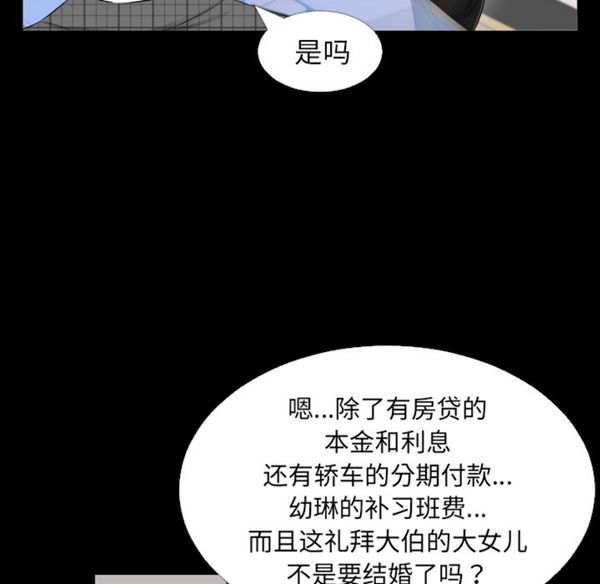 是吗
嗯...除了有房贷的
本金和利息
还有轿车的分期付款...
幼琳的补习班费...
而且这礼拜大伯的大女儿
不是要结婚了吗？